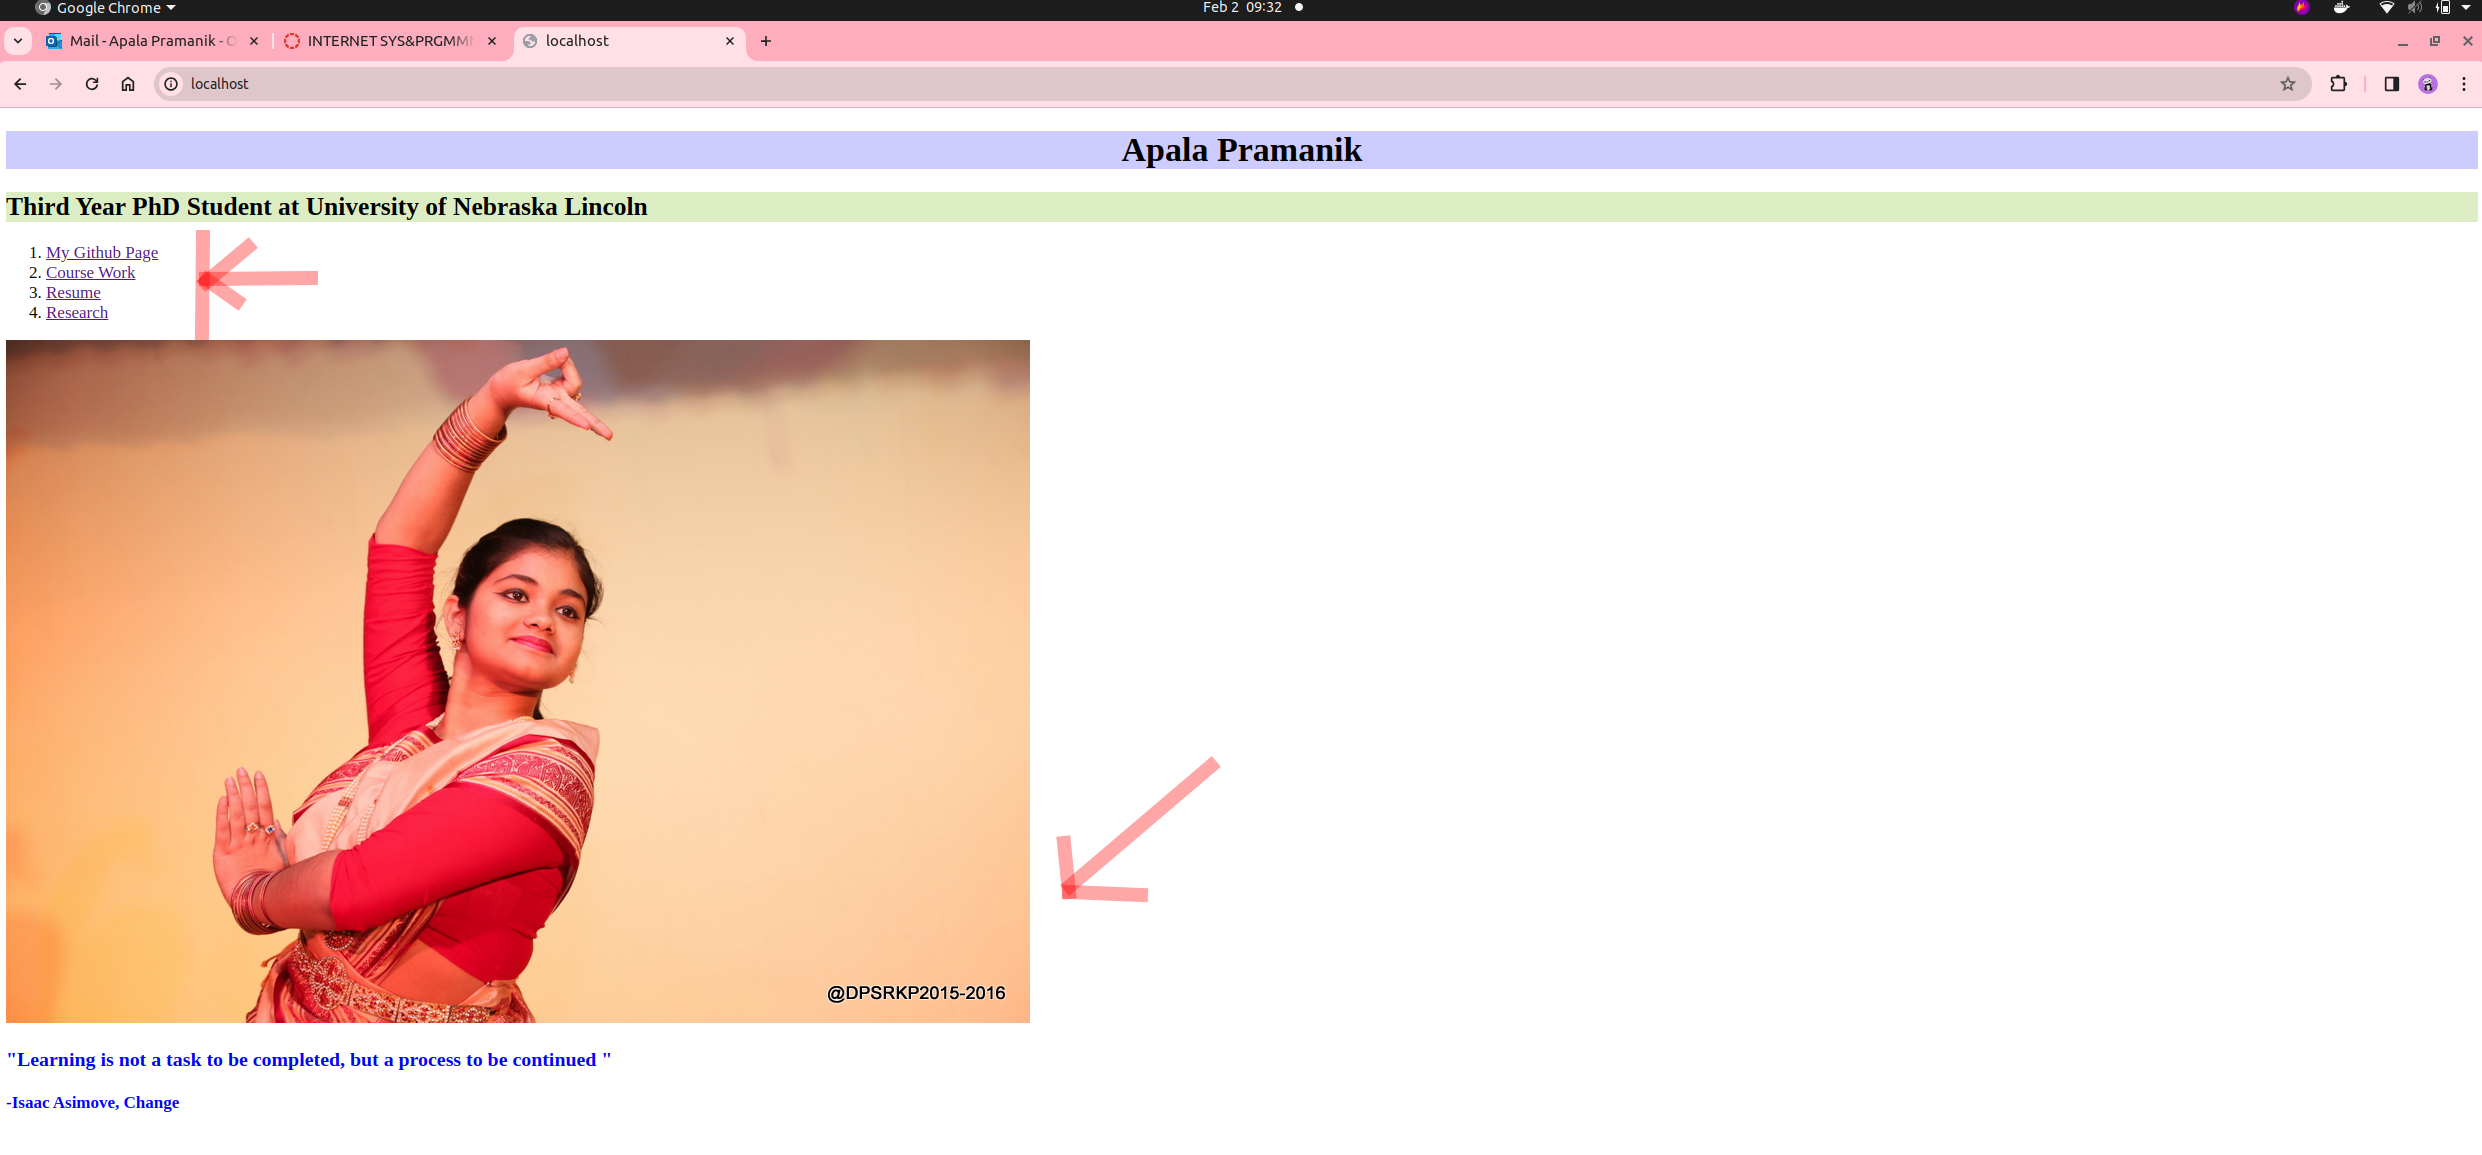 Google Chrome
Feb 2 09:32
Mail - Apala Pramanik - O
INTERNET SYS&PRGMM
localhost
localhost
Apala Pramanik
Third Year PhD Student at University of Nebraska Lincoln
1. My Github Page
2. Course Work
3. Resume
4. Research
@DPSRKP2015-2016
"Learning is not a task to be completed, but a process to be continued "
-Isaac Asimove, Change